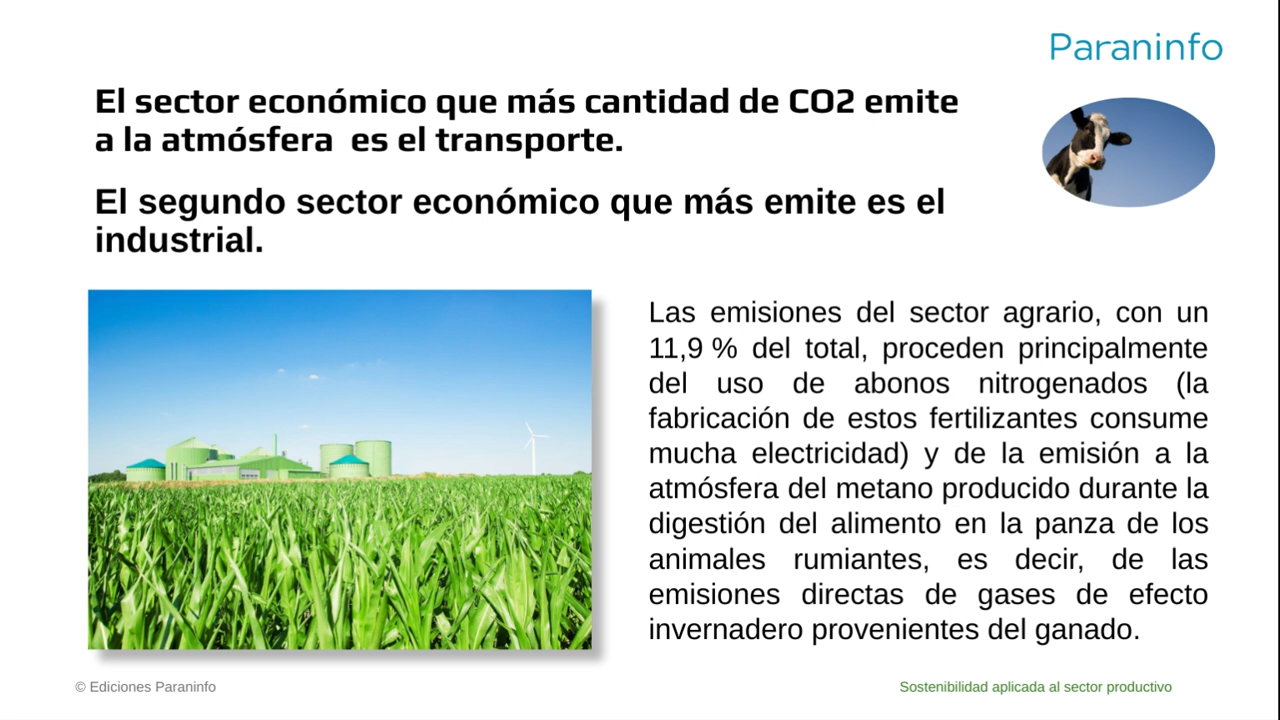 Paraninfo
El sector económico que más cantidad de CO2 emite
a la atmósfera  es el transporte.
El segundo sector económico que más emite es el
industrial.
Las emisiones del sector agrario, con un
11,9 % del total, proceden principalmente
del uso de abonos nitrogenados (la
fabricación de estos fertilizantes consume
mucha electricidad) y de la emisión a la
atmósfera del metano producido durante la
digestión del alimento en la panza de los
animales rumiantes, es decir, de las
emisiones directas de gases de efecto
invernadero provenientes del ganado.
© Ediciones Paraninfo
Sostenibilidad aplicada al sector productivo